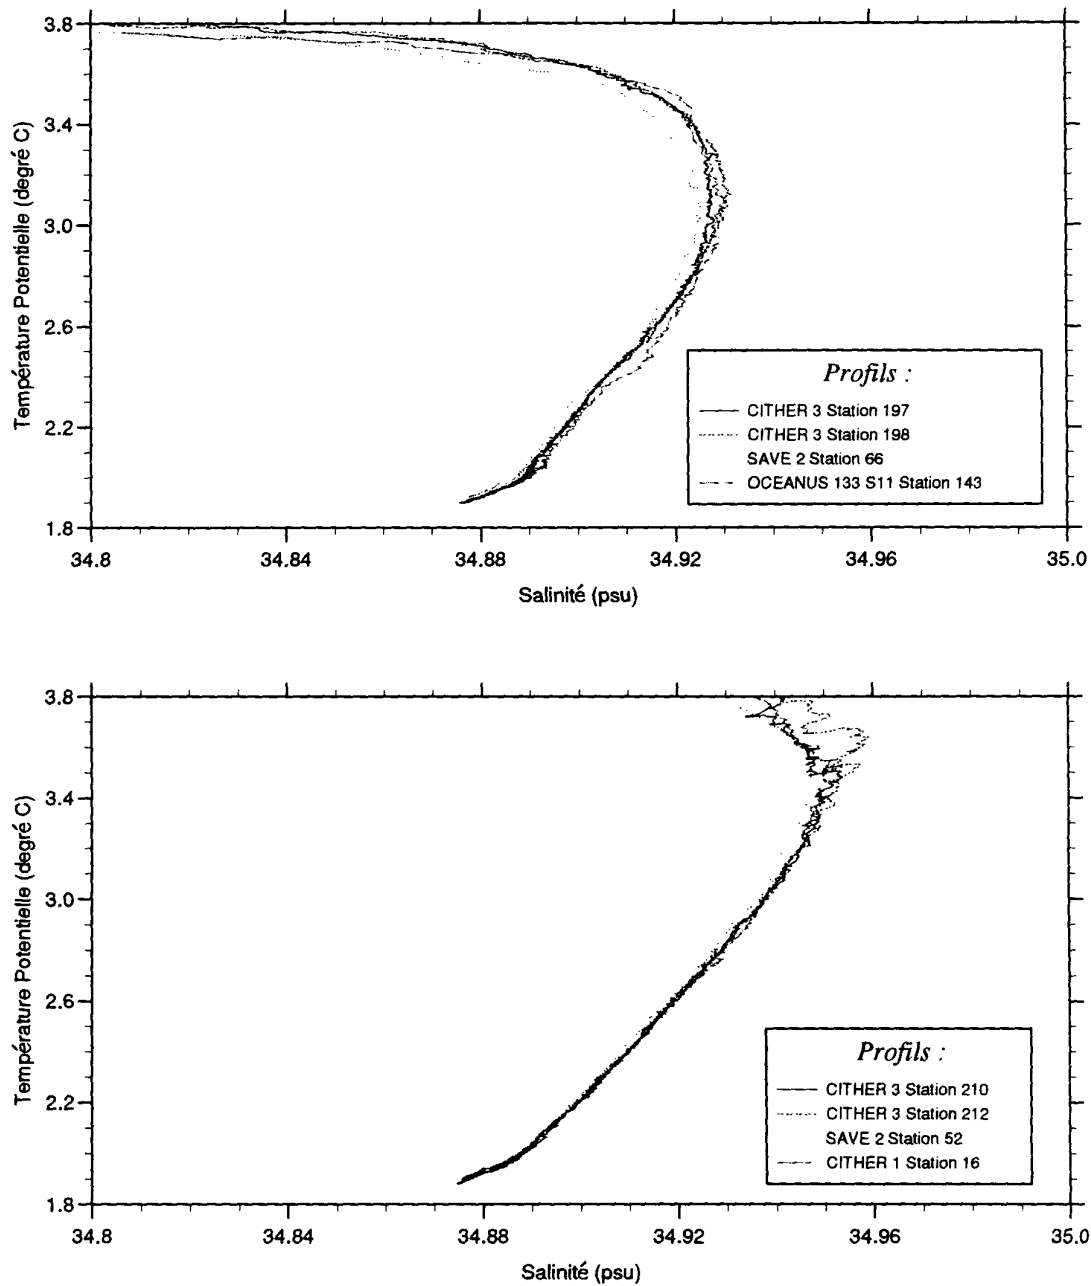 3.8
3.4
3.0
2.6
2.2
1.8
Température Potentielle (degré C)
34.8 34.84 34.88 34.92 34.96 35.0
Salinité (psu)
Profils :
CITHER 3 Station 197
CITHER 3 Station 198
SAVE 2 Station 66
OCEANUS 133 S11 Station 143
3.8
3.4
3.0
2.6
2.2
1.8
Température Potentielle (degré C)
34.8 34.84 34.88 34.92 34.96 35.0
Salinité (psu)
Profils :
CITHER 3 Station 210
CITHER 3 Station 212
SAVE 2 Station 52
CITHER 1 Station 16